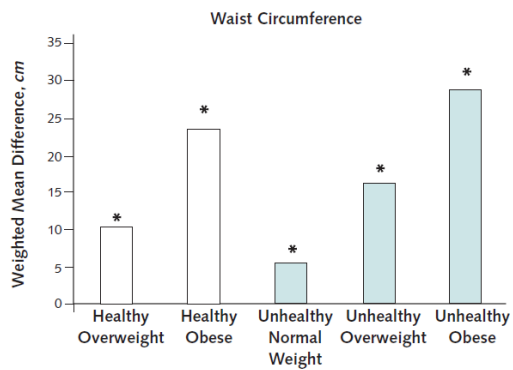 Waist Circumference
Weighted Mean Difference, cm
35
30
25
20
15
10
5
0
*
*
*
*
*
Healthy Overweight
Healthy Obese
Unhealthy Normal Weight
Unhealthy Overweight
Unhealthy Obese